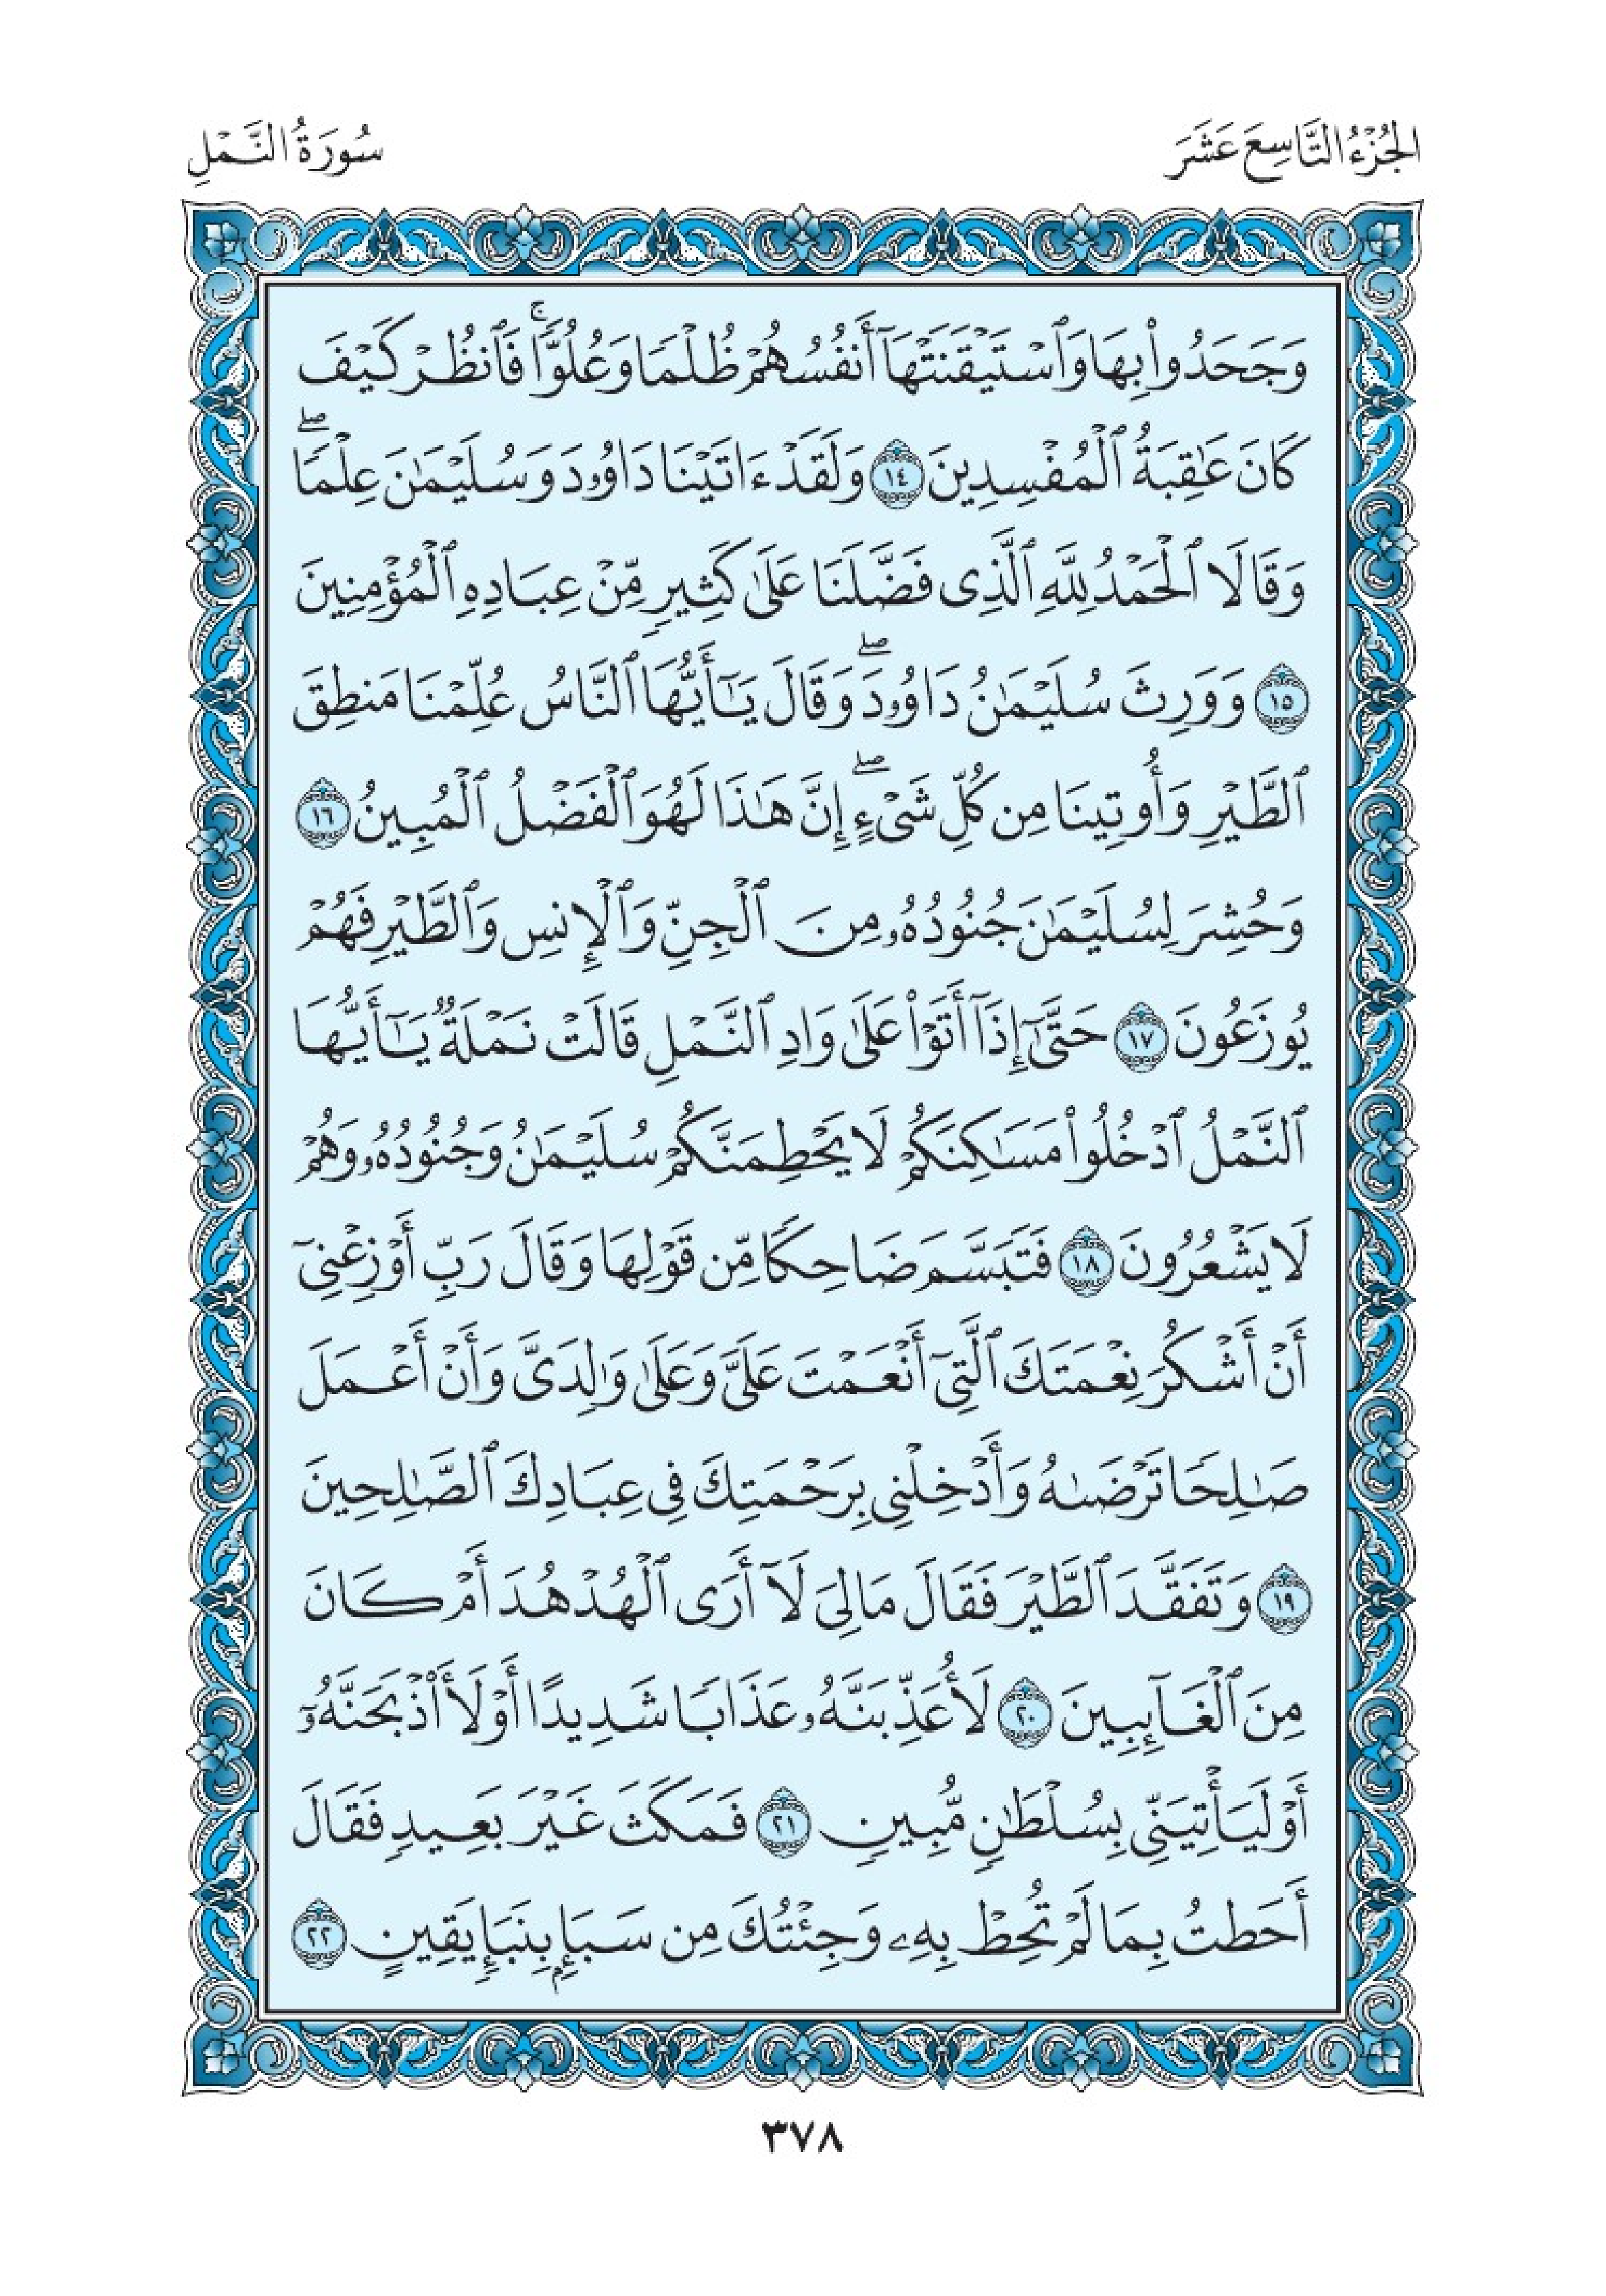 الجُزْءُ التَّاسِعَ عَشَرَ
سُورَةُ النَّمْلِ
وَجَحَدُوا۟ بِهَا وَٱسْتَيْقَنَتْهَآ أَنفُسُهُمْ ظُلْمًا وَعُلُوًّا ۚ فَٱنظُرْ كَيْفَ
كَانَ عَـٰقِبَةُ ٱلْمُفْسِدِينَ ١٤ وَلَقَدْ ءَاتَيْنَا دَاوُۥدَ وَسُلَيْمَـٰنَ عِلْمًا ۖ
وَقَالَا ٱلْحَمْدُ لِلَّهِ ٱلَّذِى فَضَّلَنَا عَلَىٰ كَثِيرٍ مِّنْ عِبَادِهِ ٱلْمُؤْمِنِينَ
١٥ وَوَرِثَ سُلَيْمَـٰنُ دَاوُۥدَ ۖ وَقَالَ يَـٰٓأَيُّهَا ٱلنَّاسُ عُلِّمْنَا مَنطِقَ
ٱلطَّيْرِ وَأُوتِينَا مِن كُلِّ شَىْءٍ ۖ إِنَّ هَـٰذَا لَهُوَ ٱلْفَضْلُ ٱلْمُبِينُ ١٦
وَحُشِرَ لِسُلَيْمَـٰنَ جُنُودُهُۥ مِنَ ٱلْجِنِّ وَٱلْإِنسِ وَٱلطَّيْرِ فَهُمْ
يُوزَعُونَ ١٧ حَتَّىٰٓ إِذَآ أَتَوْا۟ عَلَىٰ وَادِ ٱلنَّمْلِ قَالَتْ نَمْلَةٌ يَـٰٓأَيُّهَا
ٱلنَّمْلُ ٱدْخُلُوا۟ مَسَـٰكِنَكُمْ لَا يَحْطِمَنَّكُمْ سُلَيْمَـٰنُ وَجُنُودُهُۥ وَهُمْ
لَا يَشْعُرُونَ ١٨ فَتَبَسَّمَ ضَاحِكًا مِّن قَوْلِهَا وَقَالَ رَبِّ أَوْزِعْنِىٓ
أَنْ أَشْكُرَ نِعْمَتَكَ ٱلَّتِىٓ أَنْعَمْتَ عَلَىَّ وَعَلَىٰ وَٰلِدَىَّ وَأَنْ أَعْمَلَ
صَـٰلِحًا تَرْضَىٰهُ وَأَدْخِلْنِى بِرَحْمَتِكَ فِى عِبَادِكَ ٱلصَّـٰلِحِينَ
١٩ وَتَفَقَّدَ ٱلطَّيْرَ فَقَالَ مَالِىَ لَآ أَرَى ٱلْهُدْهُدَ أَمْ كَانَ
مِنَ ٱلْغَآئِبِينَ ٢٠ لَأُعَذِّبَنَّهُۥ عَذَابًا شَدِيدًا أَوْ لَأَا۟ذْبَحَنَّهُۥٓ
أَوْ لَيَأْتِيَنِّى بِسُلْطَـٰنٍ مُّبِينٍ ٢١ فَمَكَثَ غَيْرَ بَعِيدٍ فَقَالَ
أَحَطتُ بِمَا لَمْ تُحِطْ بِهِۦ وَجِئْتُكَ مِن سَبَإٍۭ بِنَبَإٍ يَقِينٍ ٢٢
٣٧٨